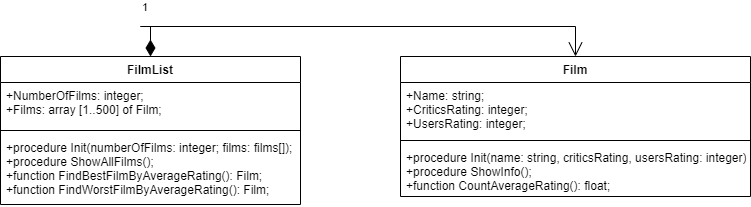 1
FilmList
+NumberOfFilms: integer;
+Films: array [1..500] of Film;
+procedure Init(numberOfFilms: integer; films: films[]);
+procedure ShowAllFilms();
+function FindBestFilmByAverageRating(): Film;
+function FindWorstFilmByAverageRating(): Film;
Film
+Name: string;
+CriticsRating: integer;
+UsersRating: integer;
+procedure Init(name: string, criticsRating, usersRating: integer)
+procedure ShowInfo();
+function CountAverageRating(): float;